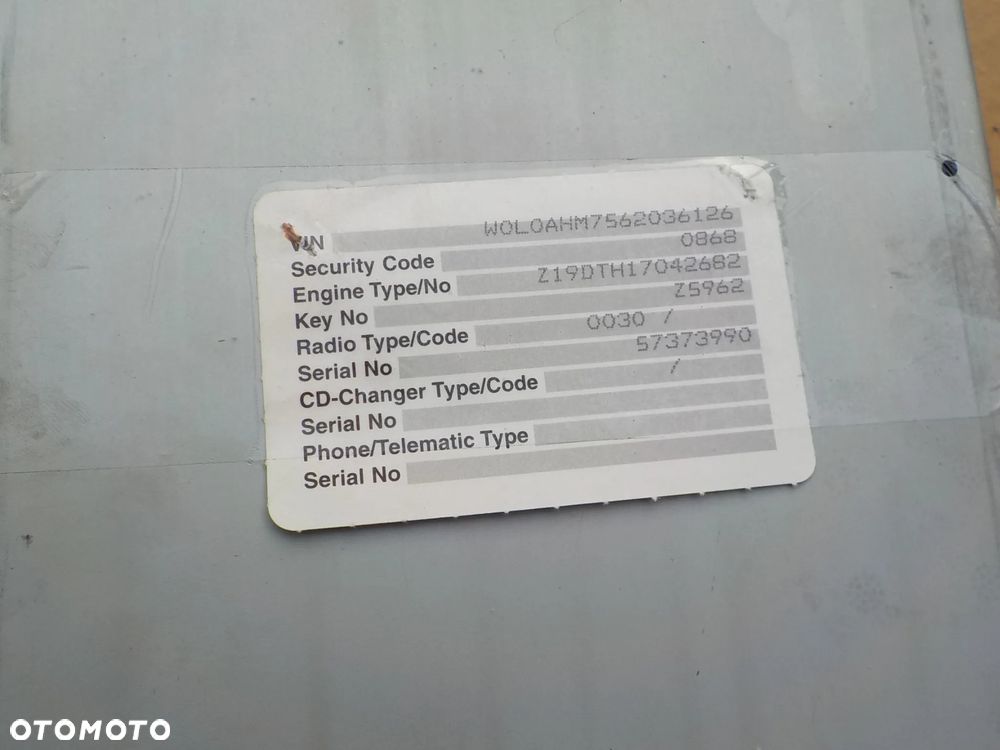 VIN W0L0AHM7562036126
Security Code 0868
Engine Type/No Z19DTH17042682
Key No Z5962
Radio Type/Code 0030 /
Serial No 57373990
CD-Changer Type/Code /
Serial No
Phone/Telematic Type
Serial No
OTOMOTO